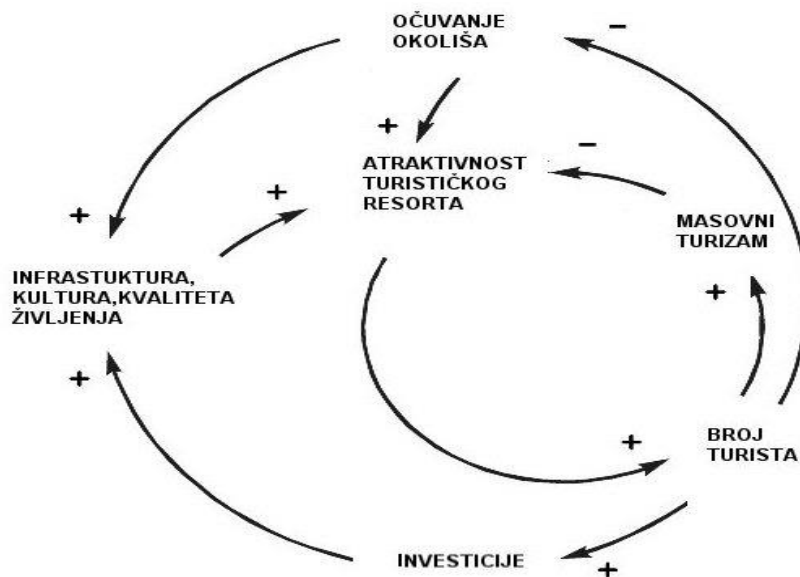 OČUVANJE
OKOLIŠA
−
+
ATRAKTIVNOST
TURISTIČKOG
RESORTA
−
+
+
MASOVNI
TURIZAM
INFRASTUKTURA,
KULTURA,KVALITETA
ŽIVLJENJA
+
+
+
BROJ
TURISTA
INVESTICIJE
+